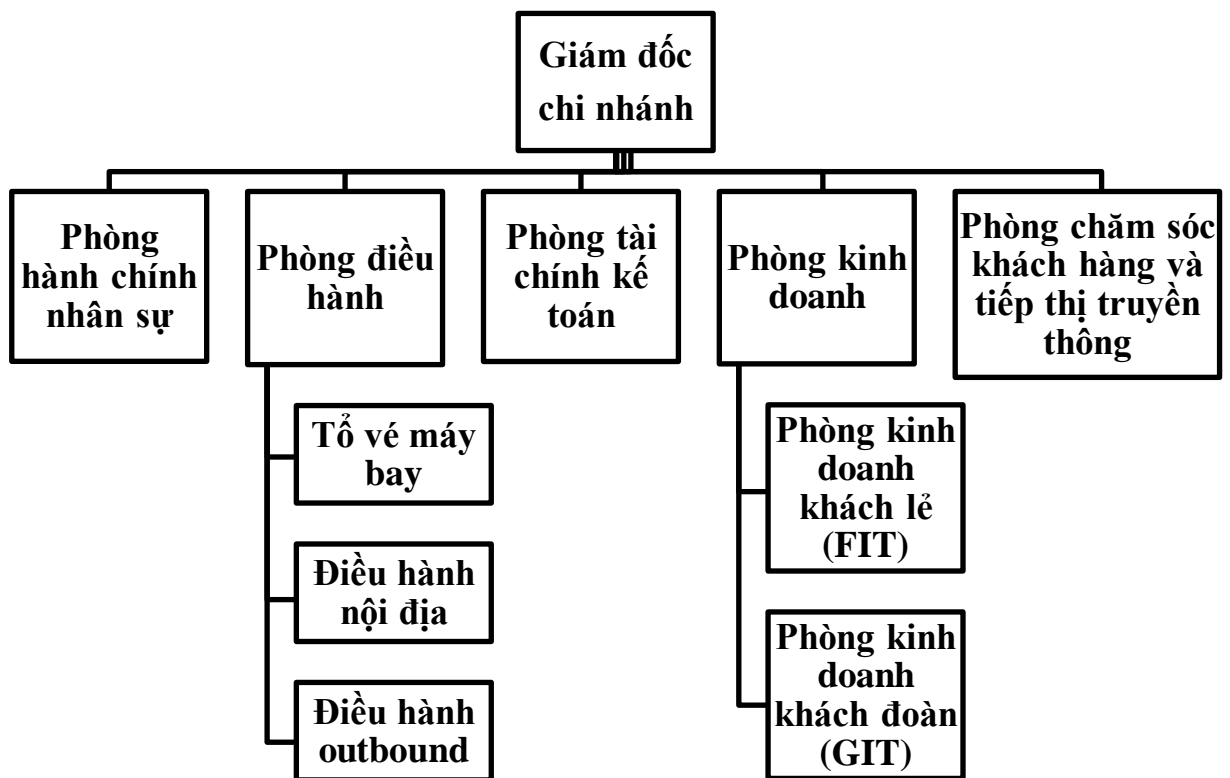 Giám đốc
chi nhánh
Phòng
hành chính
nhân sự
Phòng điều
hành
Phòng tài
chính kế
toán
Phòng kinh
doanh
Phòng chăm sóc
khách hàng và
tiếp thị truyền
thông
Tổ vé máy
bay
Điều hành
nội địa
Điều hành
outbound
Phòng kinh
doanh
khách lẻ
(FIT)
Phòng kinh
doanh
khách đoàn
(GIT)